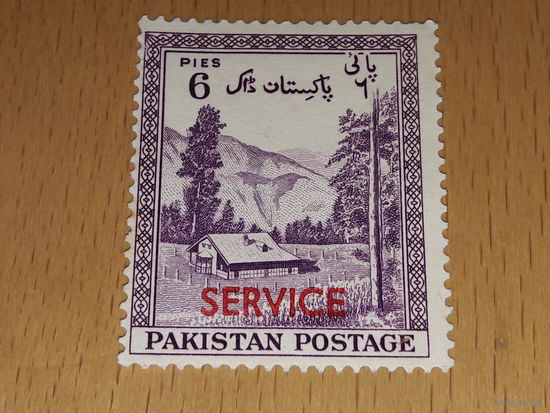 PIES
6 پاکستان ڈاک ٦ پائی
SERVICE
PAKISTAN POSTAGE